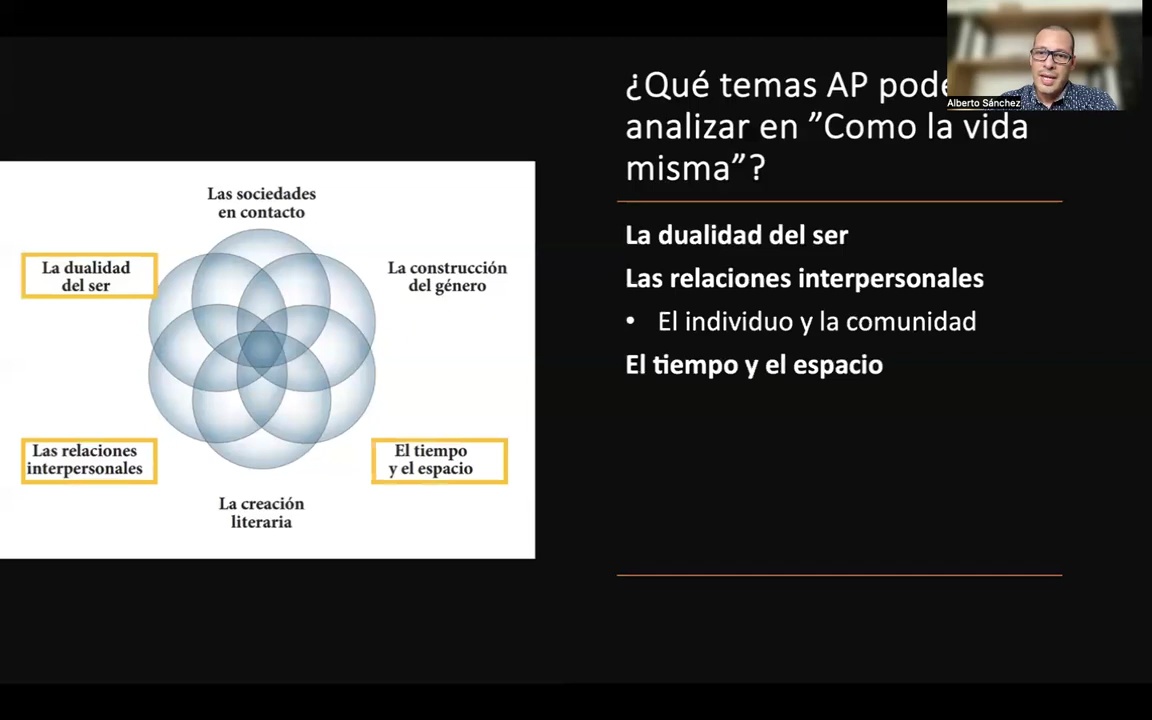 Alberto Sánchez
¿Qué temas AP
analizar en ”Como la vida
misma”?
Las sociedades
en contacto
La dualidad
del ser
La construcción
del género
Las relaciones
interpersonales
El tiempo
y el espacio
La creación
literaria
La dualidad del ser
Las relaciones interpersonales
• El individuo y la comunidad
El tiempo y el espacio